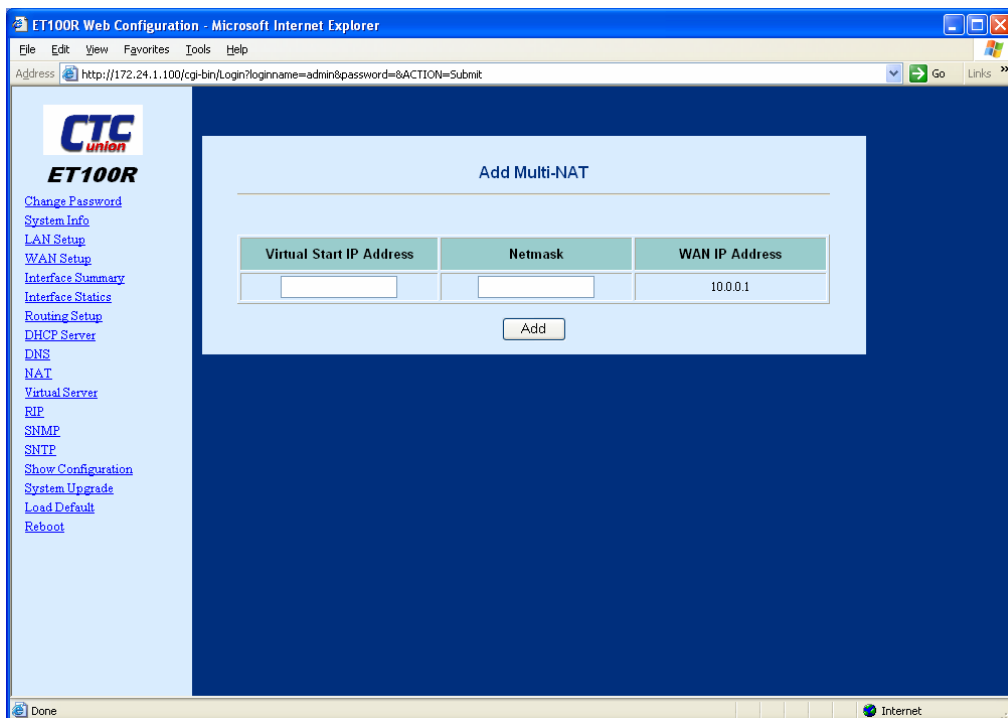 ET100R Web Configuration - Microsoft Internet Explorer
File Edit View Favorites Tools Help
Address http://172.24.1.100/cgi-bin/Login?loginname=admin&password=&ACTION=Submit Go Links »
CTC
union
ET100R
Change Password
System Info
LAN Setup
WAN Setup
Interface Summary
Interface Statics
Routing Setup
DHCP Server
DNS
NAT
Virtual Server
RIP
SNMP
SNTP
Show Configuration
System Upgrade
Load Default
Reboot
Add Multi-NAT
Virtual Start IP Address Netmask WAN IP Address
10.0.0.1
Add
Done Internet